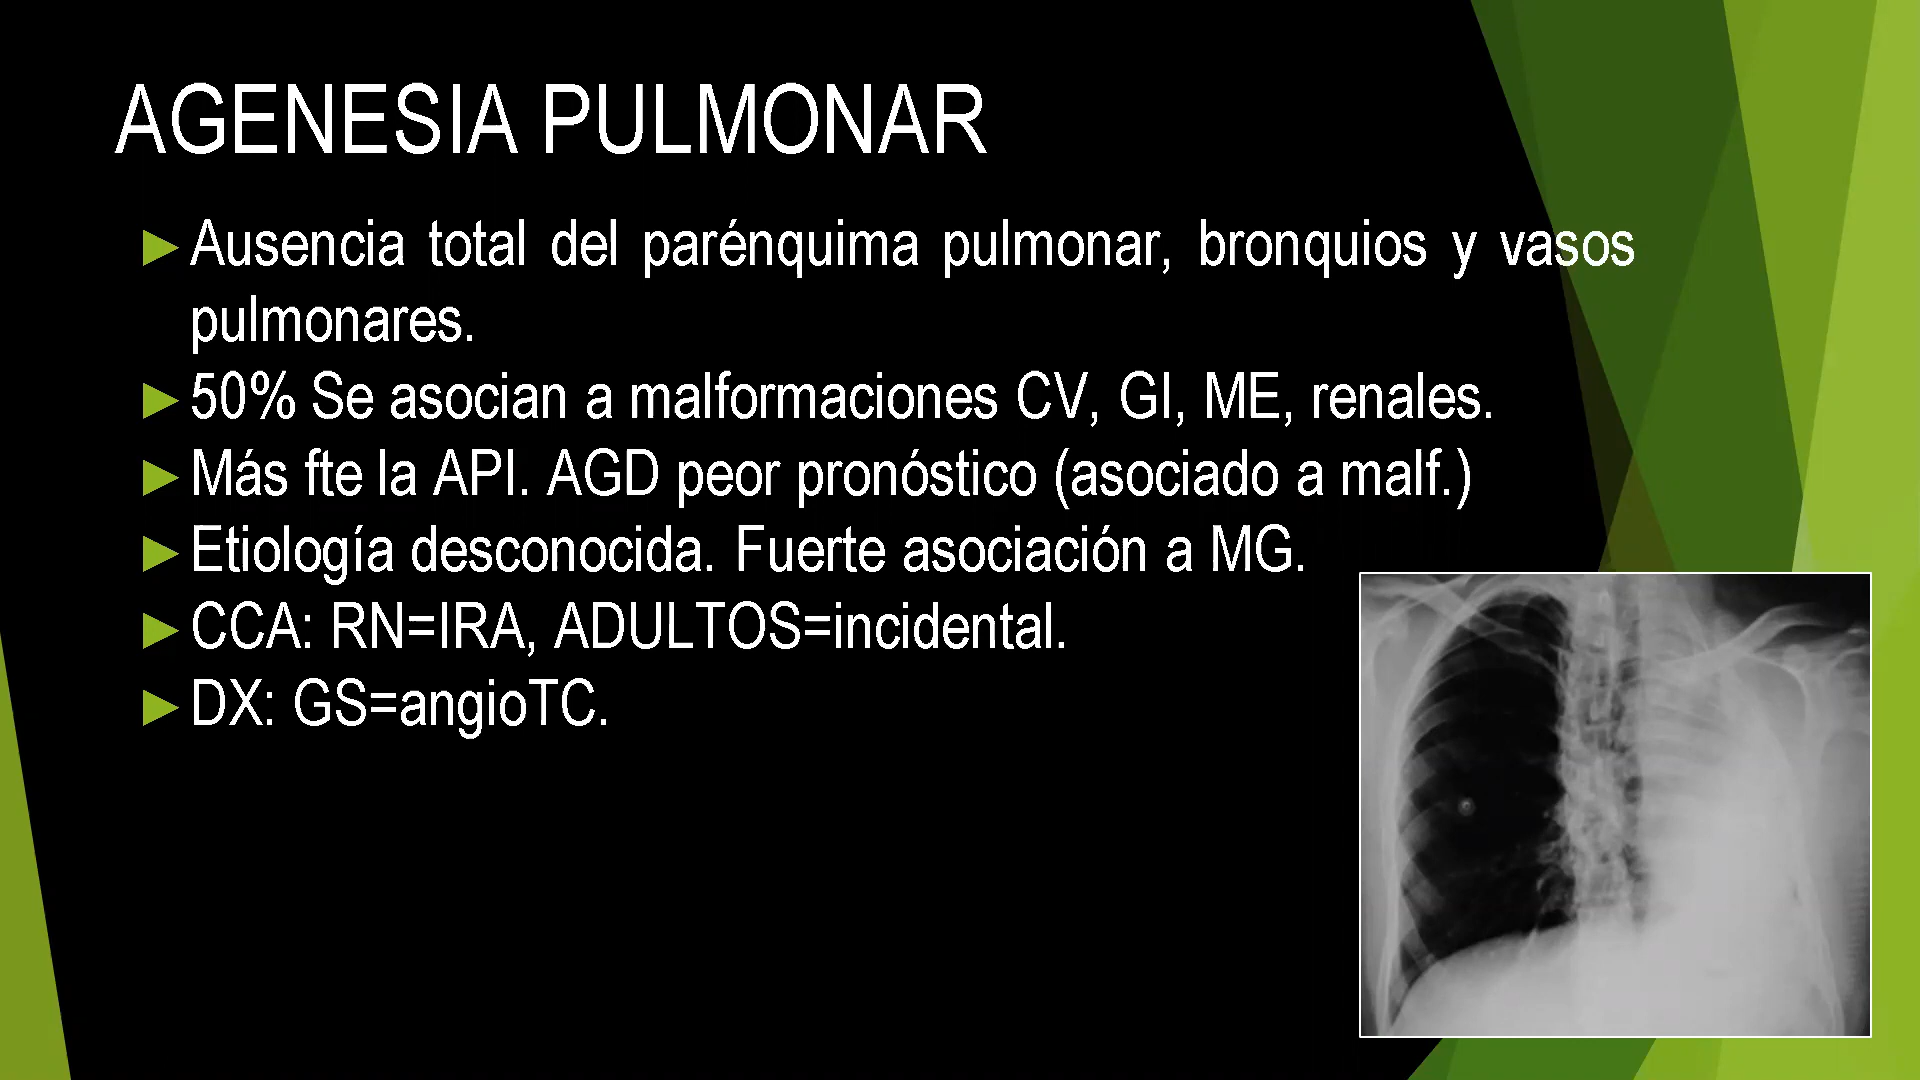 AGENESIA PULMONAR
Ausencia total del parénquima pulmonar, bronquios y vasos
pulmonares.
50% Se asocian a malformaciones CV, GI, ME, renales.
Más fte la API. AGD peor pronóstico (asociado a malf.)
Etiología desconocida. Fuerte asociación a MG.
CCA: RN=IRA, ADULTOS=incidental.
DX: GS=angioTC.